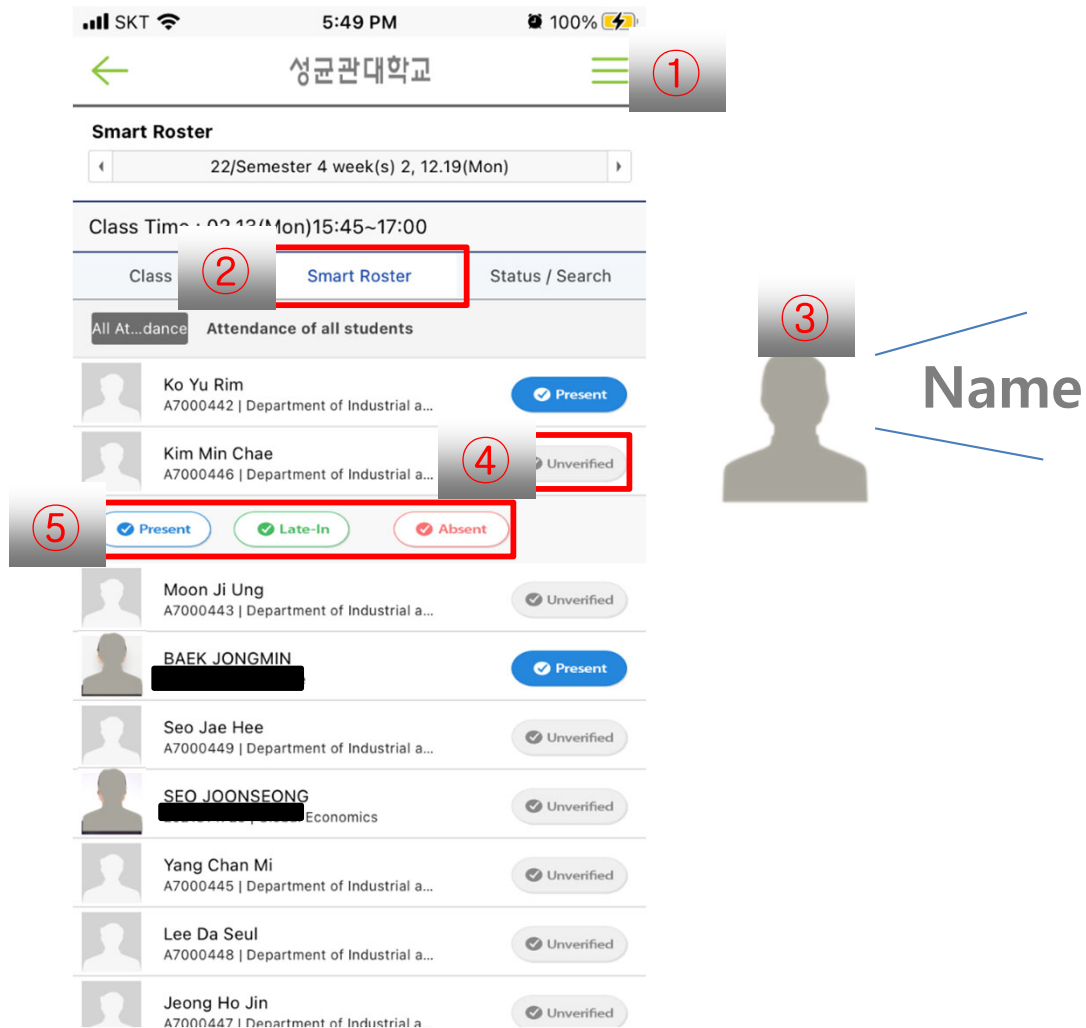 SKT 5:49 PM 100%
성균관대학교
①
Smart Roster
22/Semester 4 week(s) 2, 12.19(Mon)
Class Time : 02.13(Mon)15:45~17:00
Class
②
Smart Roster
Status / Search
All At...dance Attendance of all students
③
Name
Ko Yu Rim
A7000442 | Department of Industrial a...
Present
Kim Min Chae
A7000446 | Department of Industrial a...
④
Unverified
⑤
Present
Late-In
Absent
Moon Ji Ung
A7000443 | Department of Industrial a...
Unverified
BAEK JONGMIN
Present
Seo Jae Hee
A7000449 | Department of Industrial a...
Unverified
SEO JOONSEONG
Economics
Unverified
Yang Chan Mi
A7000445 | Department of Industrial a...
Unverified
Lee Da Seul
A7000448 | Department of Industrial a...
Unverified
Jeong Ho Jin
A7000447 | Department of Industrial a...
Unverified